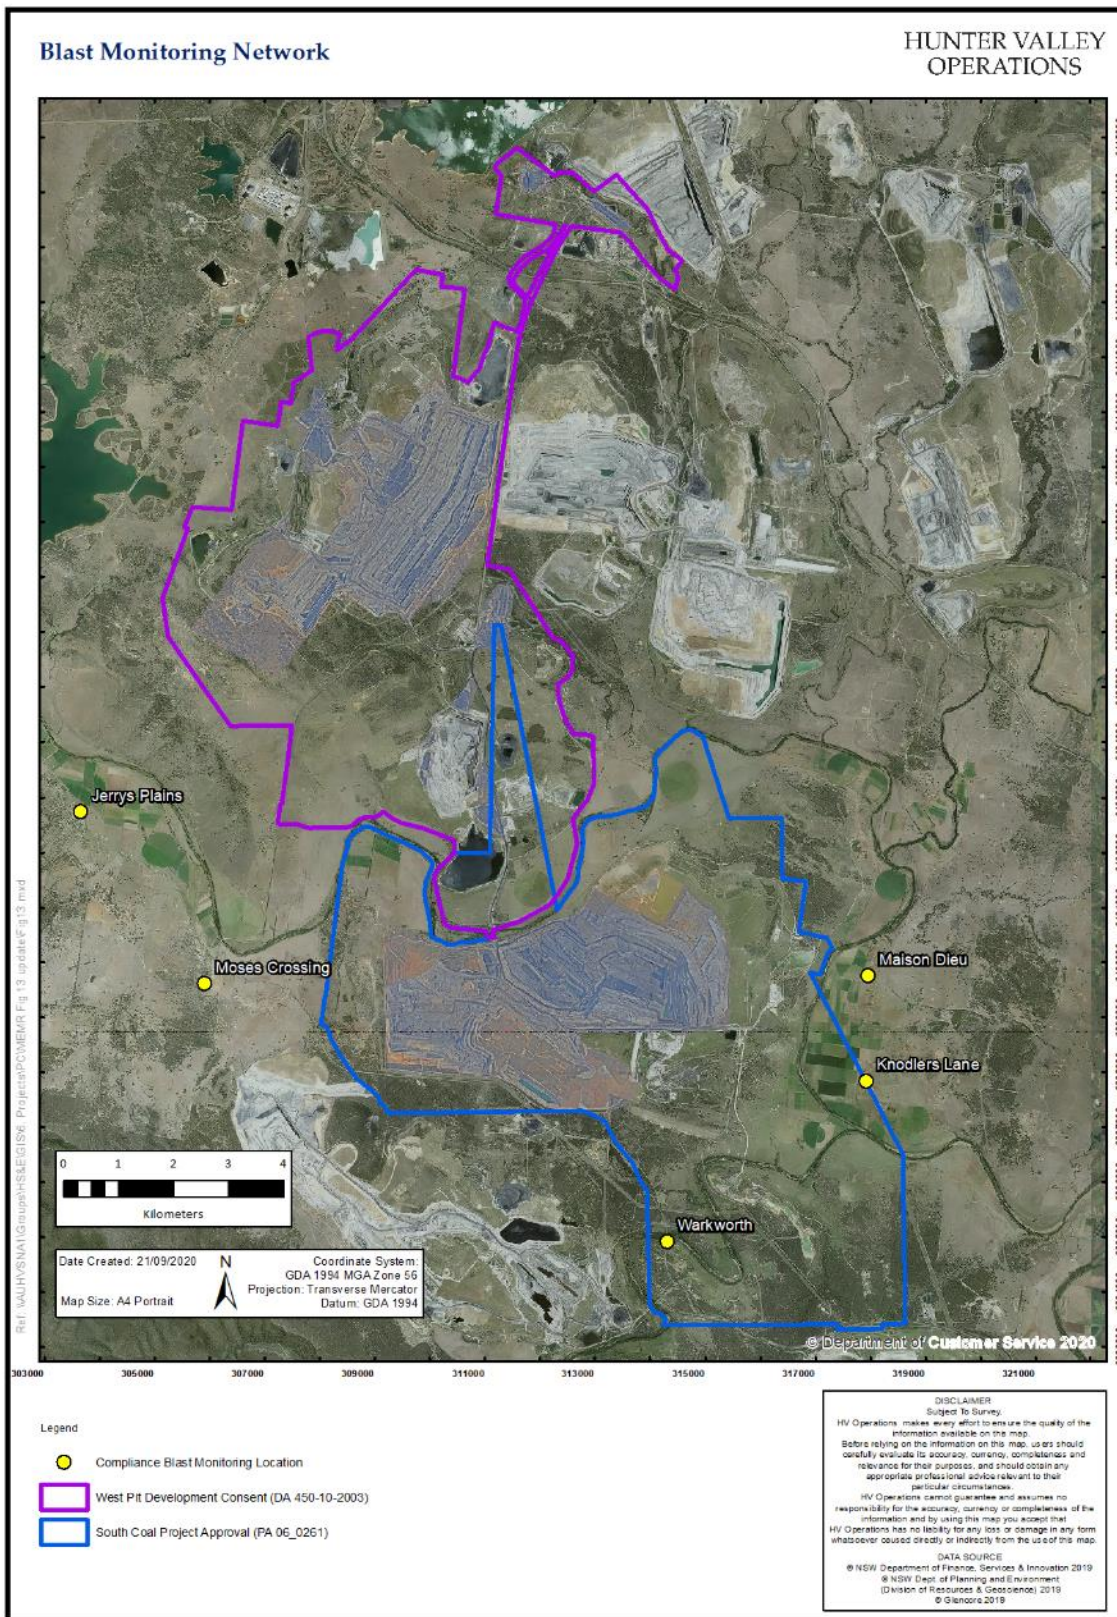 Blast Monitoring Network
HUNTER VALLEY
OPERATIONS
Jerrys Plains
Moses Crossing
Maison Dieu
Knodlers Lane
Warkworth
0 1 2 3 4
Kilometers
Date Created: 21/09/2020
Map Size: A4 Portrait
N
Coordinate System:
GDA 1994 MGA Zone 56
Projection: Transverse Mercator
Datum: GDA 1994
© Department of Customer Service 2020
303000 305000 307000 309000 311000 313000 315000 317000 319000 321000
Legend
Compliance Blast Monitoring Location
West Pit Development Consent (DA 450-10-2003)
South Coal Project Approval (PA 06_0261)
DISCLAIMER
Subject To Survey.
HV Operations makes every effort to ensure the quality of the
information available on this map.
Before relying on the information on this map, users should
carefully evaluate its accuracy, currency, completeness and
relevance for their purposes, and should obtain any
appropriate professional advice relevant to their
particular circumstances.
HV Operations cannot guarantee and assumes no
responsibility for the accuracy, currency or completeness of the
information and by using this map you accept that
HV Operations has no liability for any loss or damage in any form
whatsoever caused directly or indirectly from the use of this map.
DATA SOURCE
© NSW Department of Finance, Services & Innovation 2019
© NSW Dept. of Planning and Environment
(Division of Resources & Geoscience) 2019
© Glencore 2019